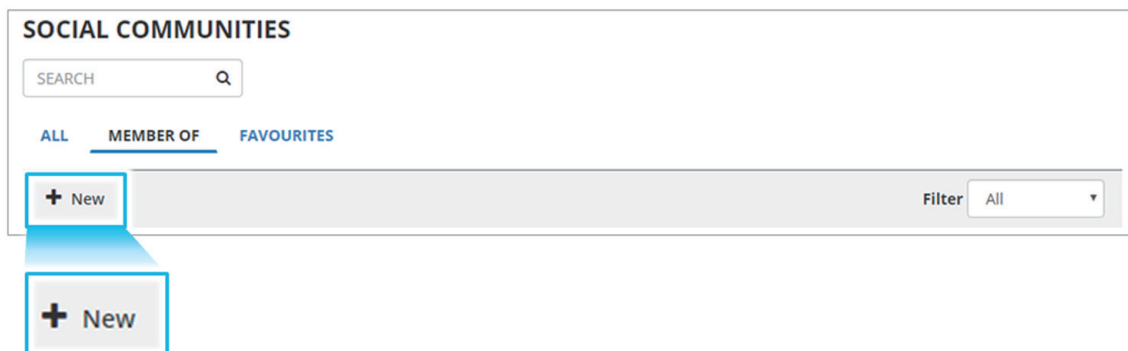 SOCIAL COMMUNITIES
SEARCH
ALL MEMBER OF FAVOURITES
+ New Filter All
+ New